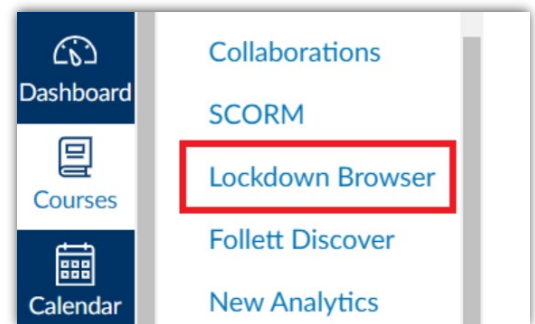 Dashboard
Courses
Calendar
Collaborations
SCORM
Lockdown Browser
Follett Discover
New Analytics